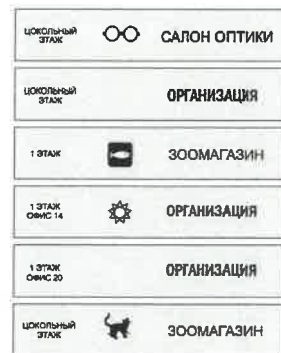 ЦОКОЛЬНЫЙ
ЭТАЖ
САЛОН ОПТИКИ
ЦОКОЛЬНЫЙ
ЭТАЖ
ОРГАНИЗАЦИЯ
1 ЭТАЖ
ЗООМАГАЗИН
1 ЭТАЖ
ОФИС 14
ОРГАНИЗАЦИЯ
1 ЭТАЖ
ОФИС 20
ОРГАНИЗАЦИЯ
ЦОКОЛЬНЫЙ
ЭТАЖ
ЗООМАГАЗИН